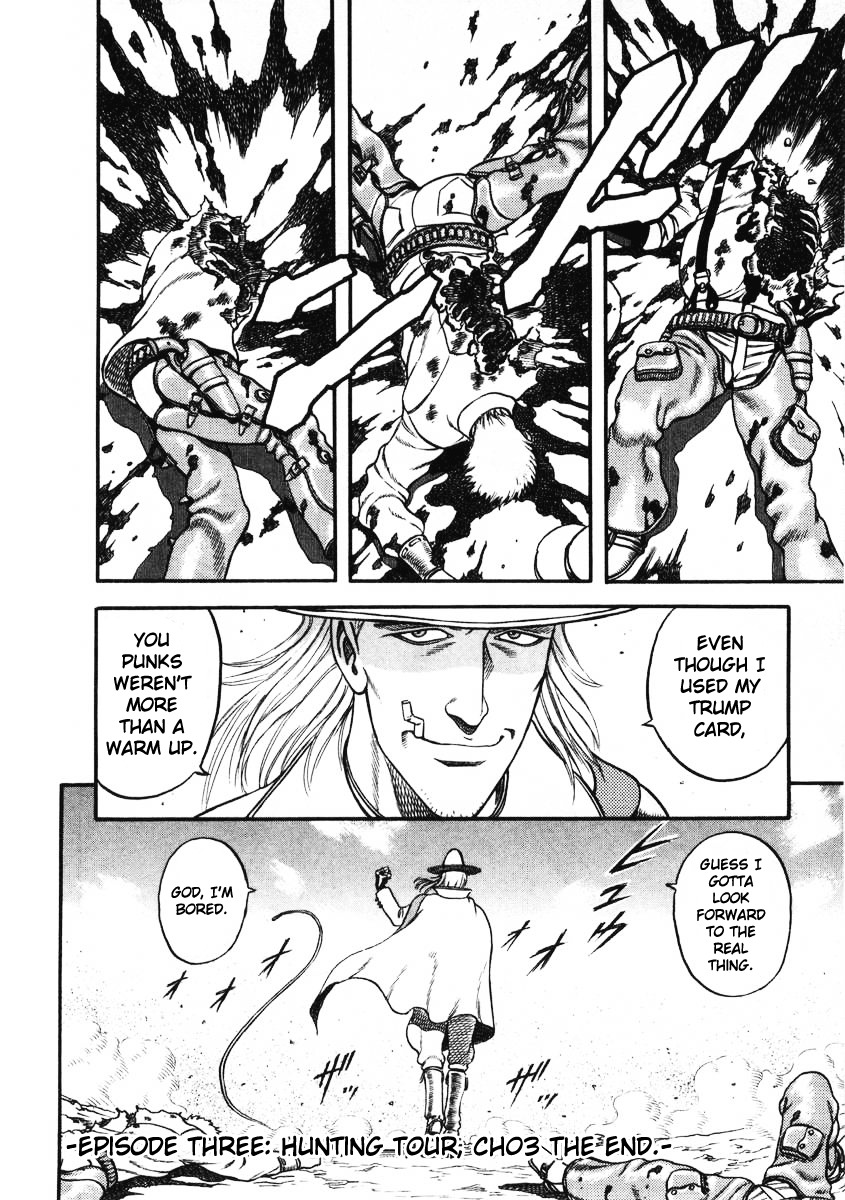 EVEN
THOUGH I
USED MY
TRUMP
CARD,
YOU
PUNKS
WEREN'T
MORE
THAN A
WARM UP.
GUESS I
GOTTA
LOOK
FORWARD
TO THE
REAL
THING.
GOD, I'M
BORED.
-EPISODE THREE: HUNTING TOUR; CH03 THE END.-